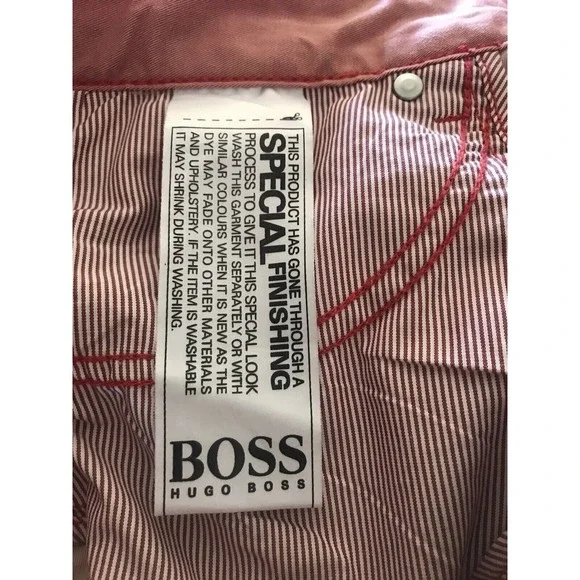 THIS PRODUCT HAS GONE THROUGH A
SPECIAL FINISHING
PROCESS TO GIVE IT THIS SPECIAL LOOK
WASH THIS GARMENT SEPARATELY OR WITH
SIMILAR COLOURS WHEN IT IS NEW AS THE
DYE MAY FADE ONTO OTHER MATERIALS
AND UPHOLSTERY. IF THE ITEM IS WASHABLE
IT MAY SHRINK DURING WASHING.
BOSS
HUGO BOSS